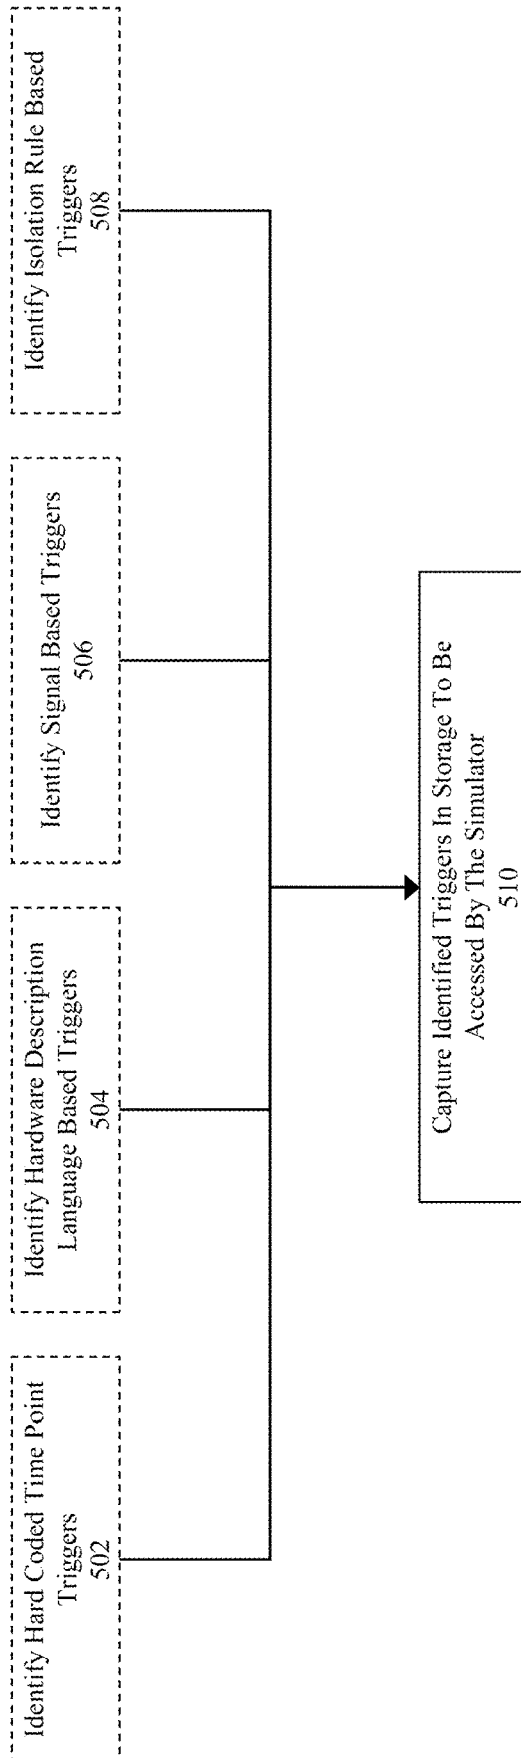 Identify Hard Coded Time Point
Triggers
502
Identify Hardware Description
Language Based Triggers
504
Identify Signal Based Triggers
506
Identify Isolation Rule Based
Triggers
508
Capture Identified Triggers In Storage To Be
Accessed By The Simulator
510